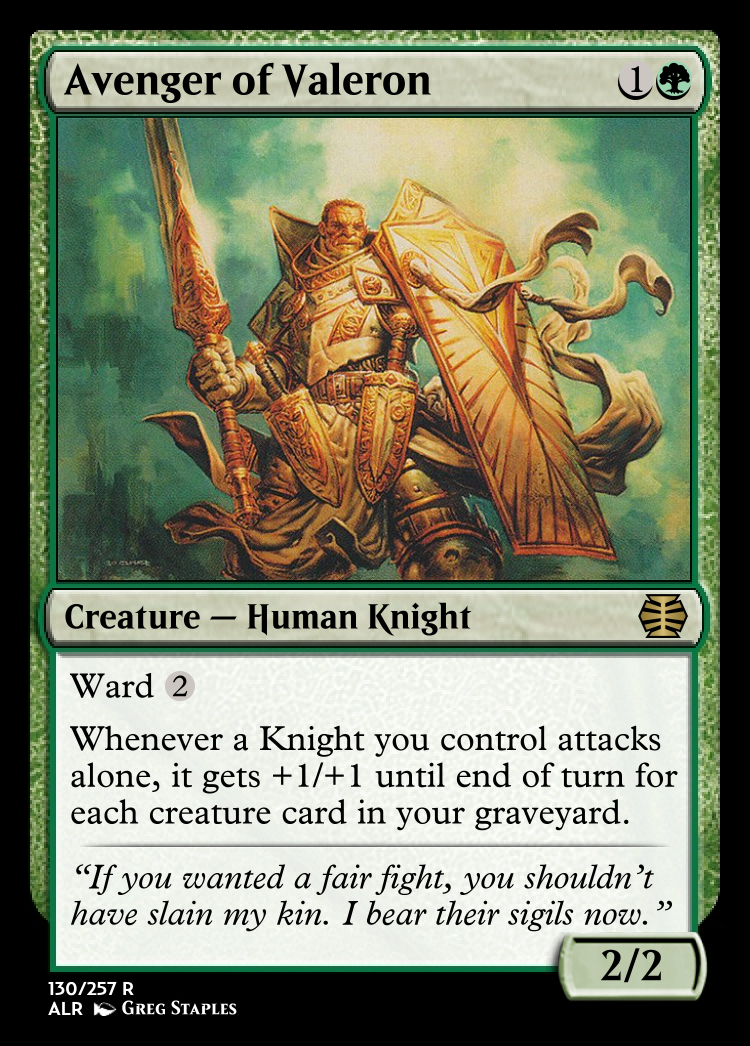 Avenger of Valeron 1
Creature — Human Knight
Ward 2
Whenever a Knight you control attacks
alone, it gets +1/+1 until end of turn for
each creature card in your graveyard.
“If you wanted a fair fight, you shouldn’t
have slain my kin. I bear their sigils now.”
2/2
130/257 R
ALR Greg Staples